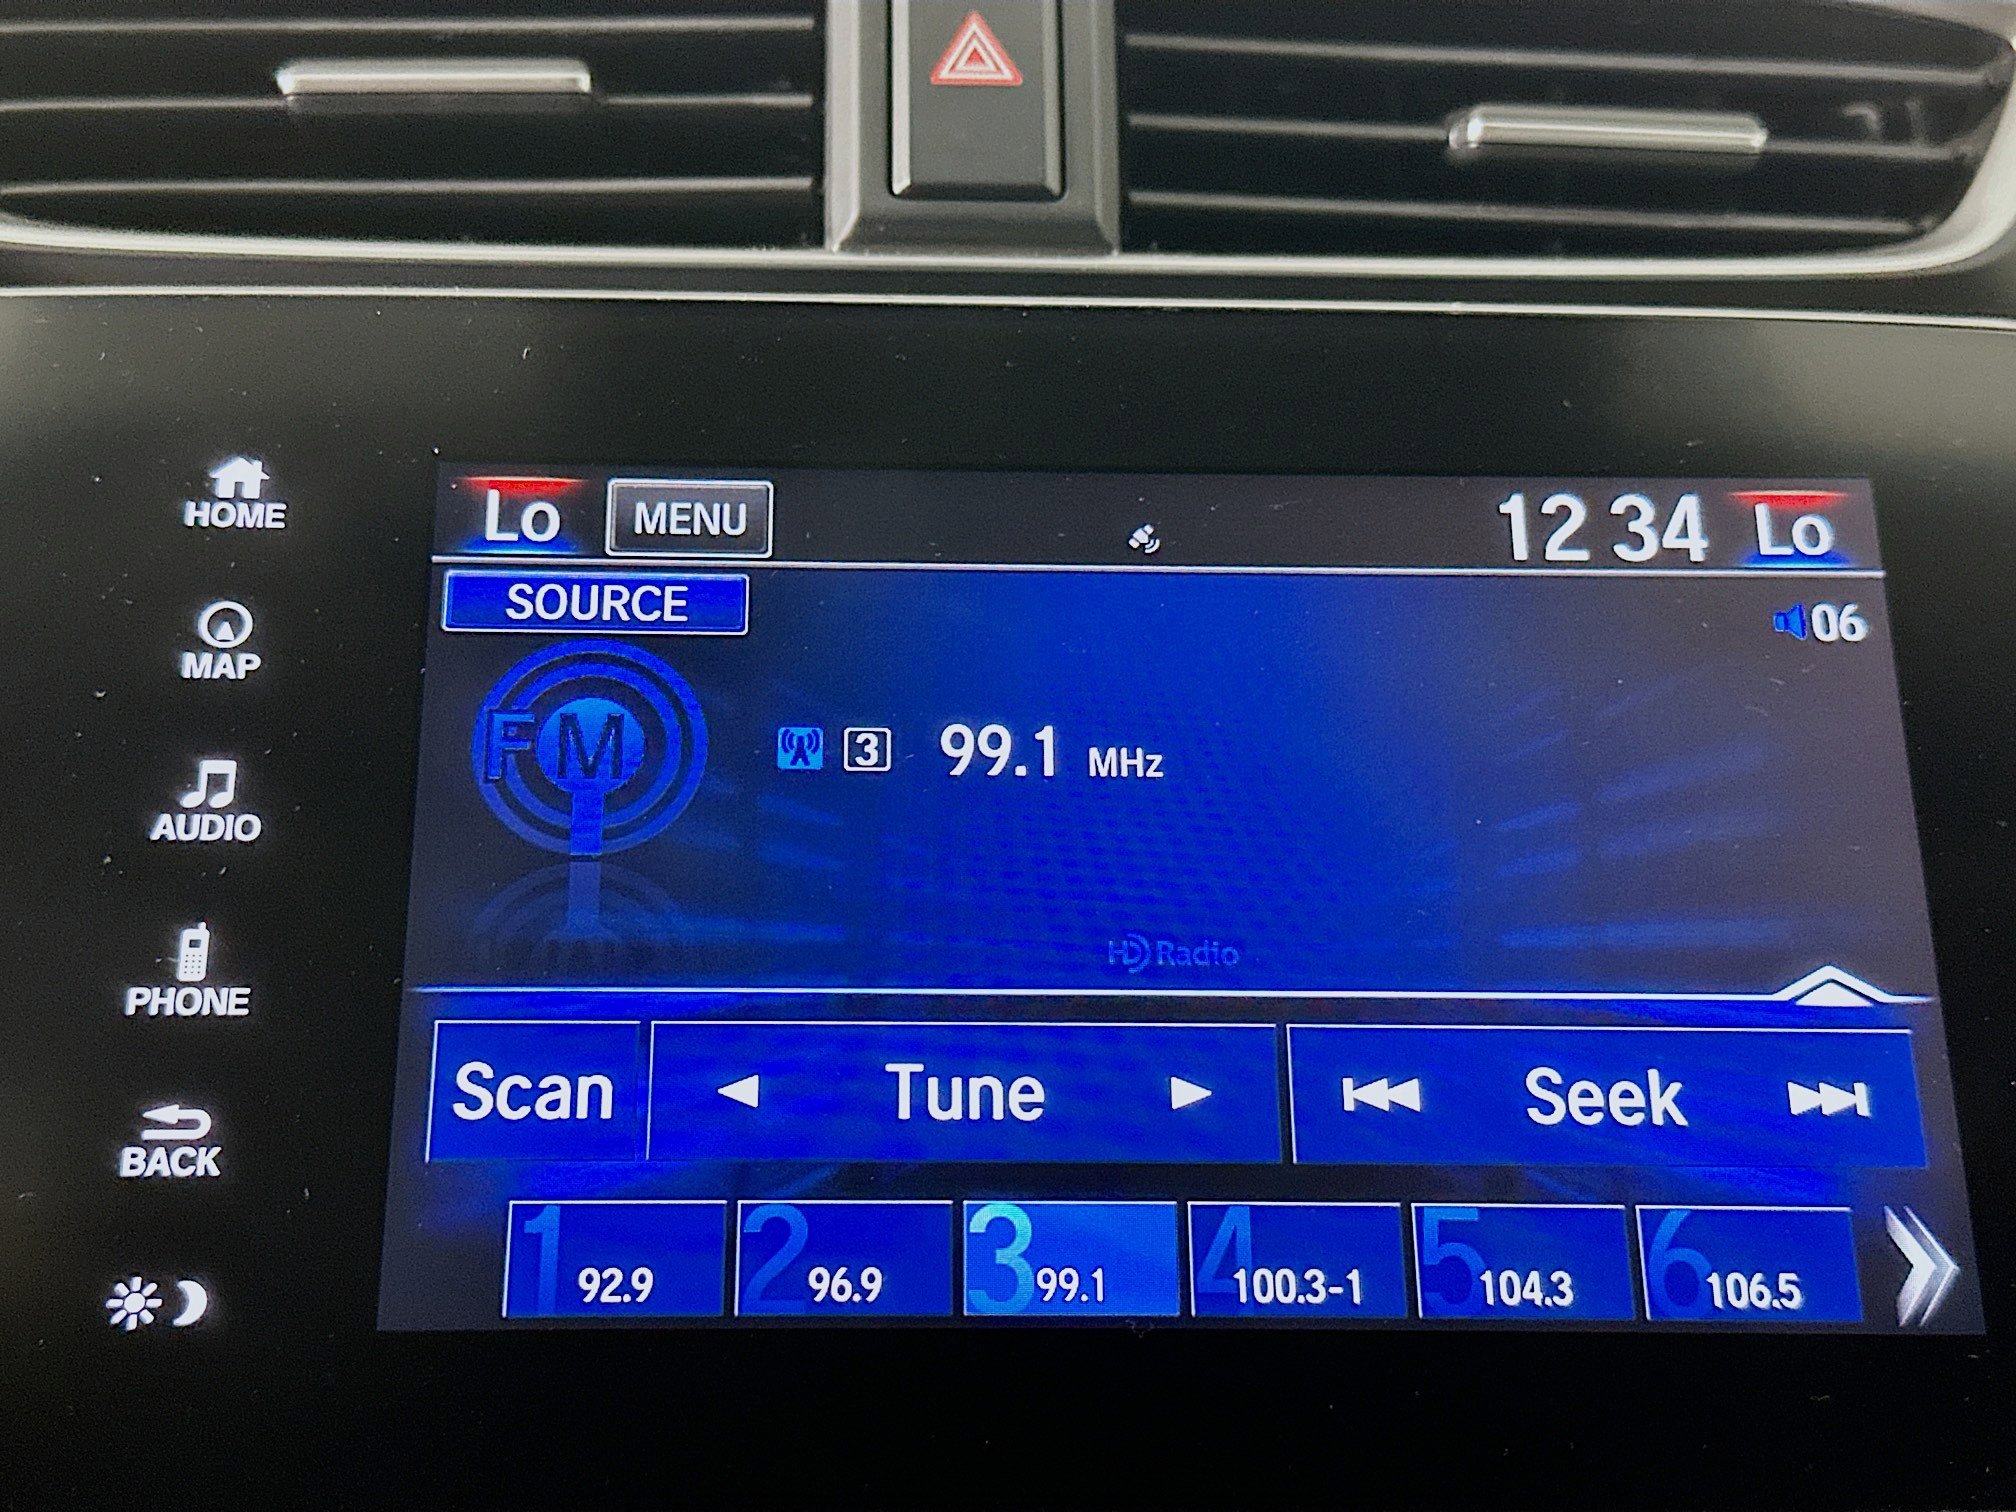 Lo MENU 12 34 Lo
HOME
SOURCE
06
MAP
FM
3 99.1 MHz
AUDIO
HD Radio
PHONE
Scan Tune Seek
BACK
1 92.9 2 96.9 3 99.1 4 100.3-1 5 104.3 6 106.5